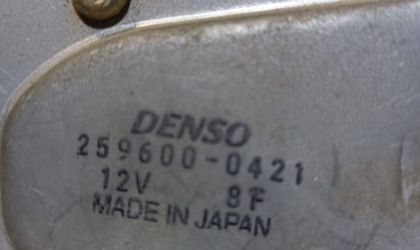 DENSO
259600-0421
12V 8F
MADE IN JAPAN